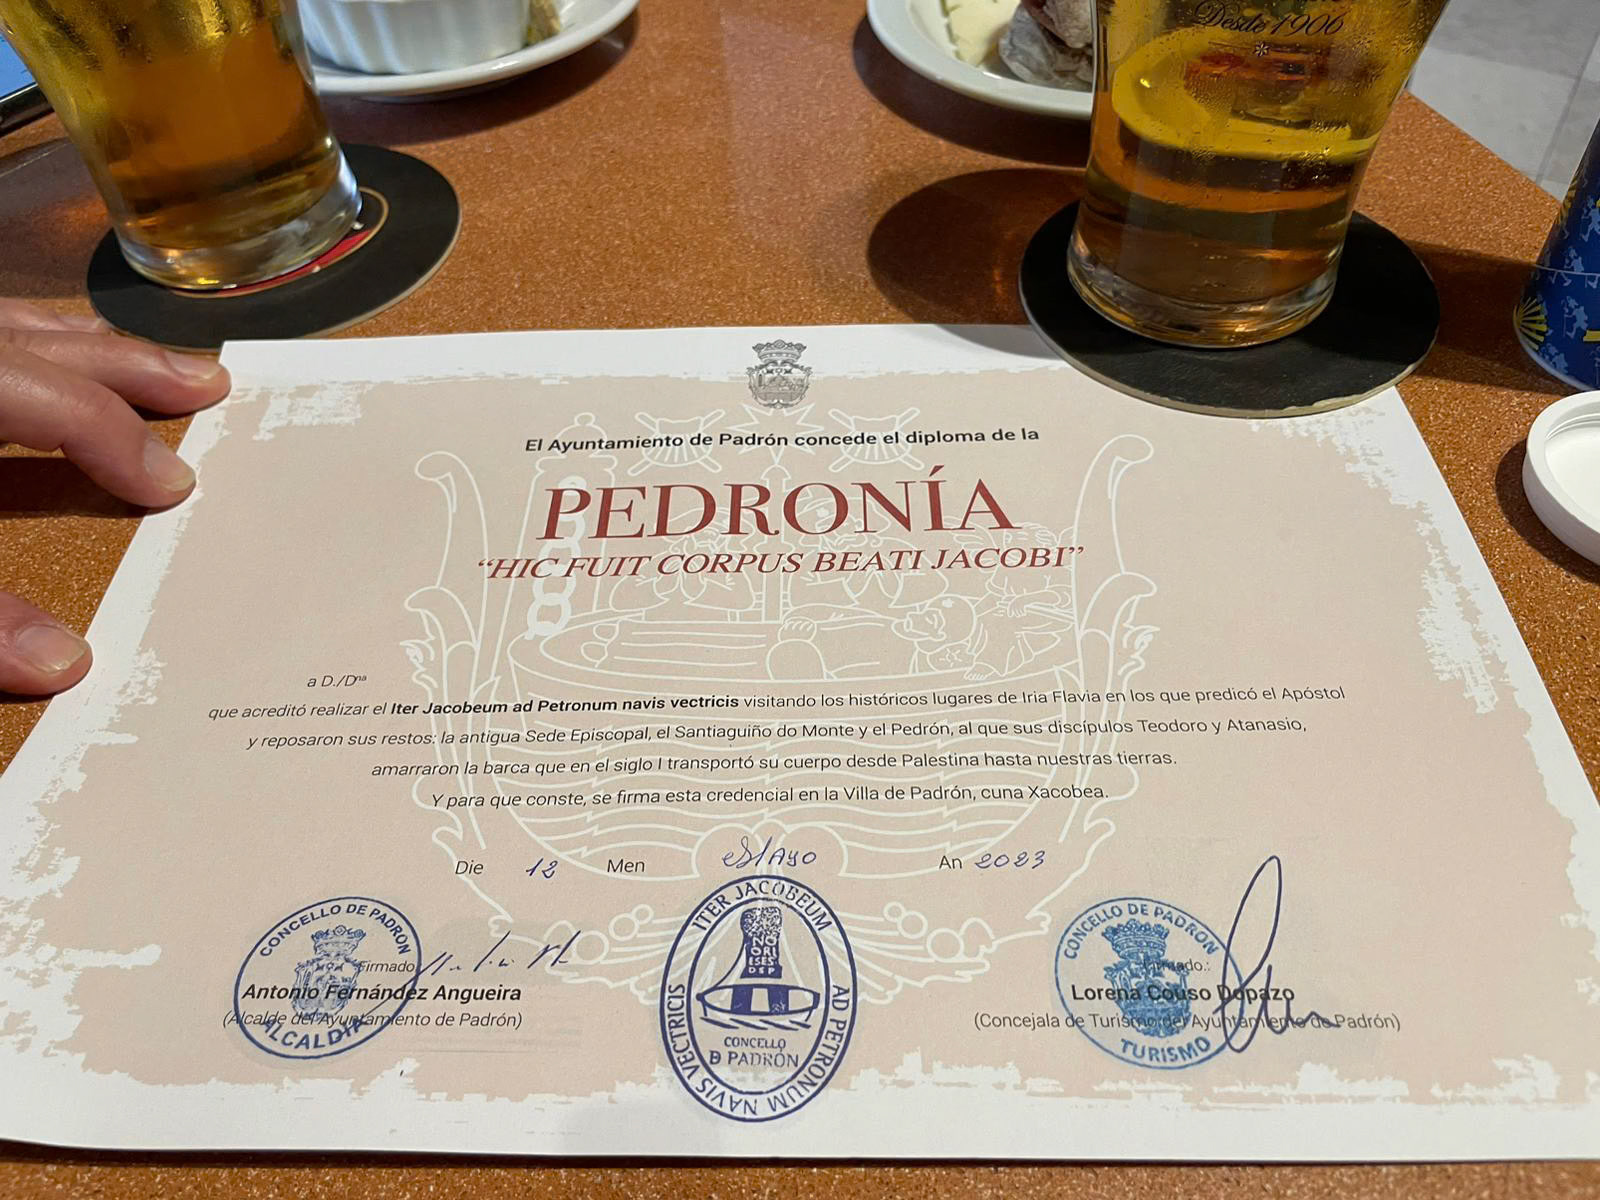 Desde 1906
El Ayuntamiento de Padrón concede el diploma de la
PEDRONÍA
“HIC FUIT CORPUS BEATI JACOBI”
a D./Dña
que acreditó realizar el Iter Jacobeum ad Petronum navis vectricis visitando los históricos lugares de Iria Flavia en los que predicó el Apóstol
y reposaron sus restos: la antigua Sede Episcopal, el Santiaguiño do Monte y el Pedrón, al que sus discípulos Teodoro y Atanasio,
amarraron la barca que en el siglo I transportó su cuerpo desde Palestina hasta nuestras tierras.
Y para que conste, se firma esta credencial en la Villa de Padrón, cuna Xacobea.
Die 12 Men An 2023
CONCELLO DE PADRÓN
ALCALDIA
Firmado
Antonio Fernández Angueira
(Alcalde del Ayuntamiento de Padrón)
ITER JACOBEUM AD PETRONUM NAVIS VECTRICIS
NO
ORI
ESES
DSP
CONCELLO
D PADRÓN
CONCELLO DE PADRÓN
TURISMO
Firmado.:
Lorena Couso Dopazo
(Concejala de Turismo del Ayuntamiento de Padrón)